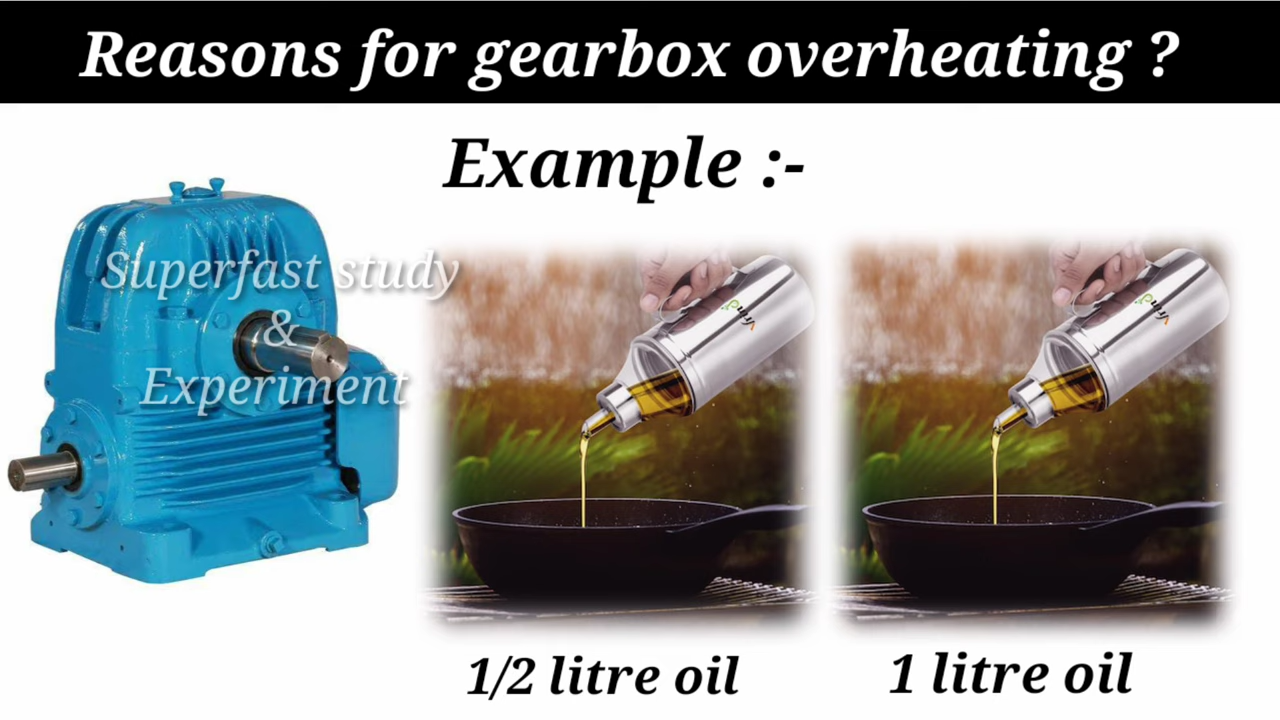 Reasons for gearbox overheating ?
Example :-
Superfast study
&
Experiment
1/2 litre oil
1 litre oil